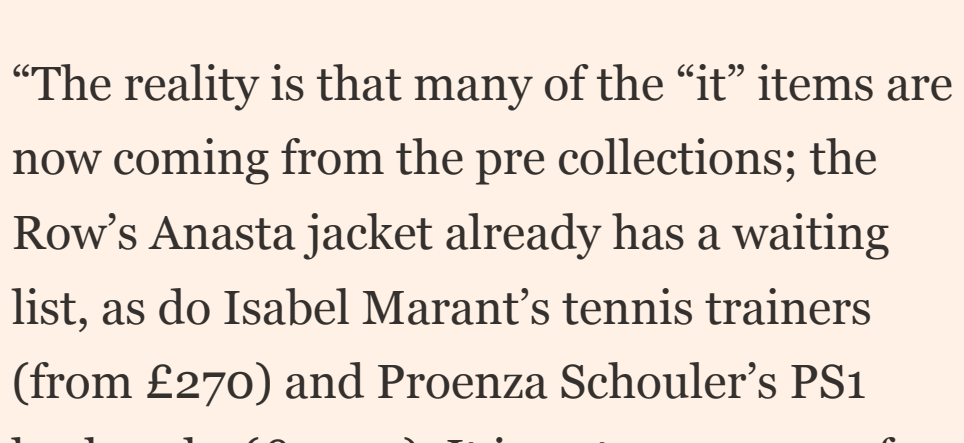 “The reality is that many of the “it” items are
now coming from the pre collections; the
Row’s Anasta jacket already has a waiting
list, as do Isabel Marant’s tennis trainers
(from £270) and Proenza Schouler’s PS1